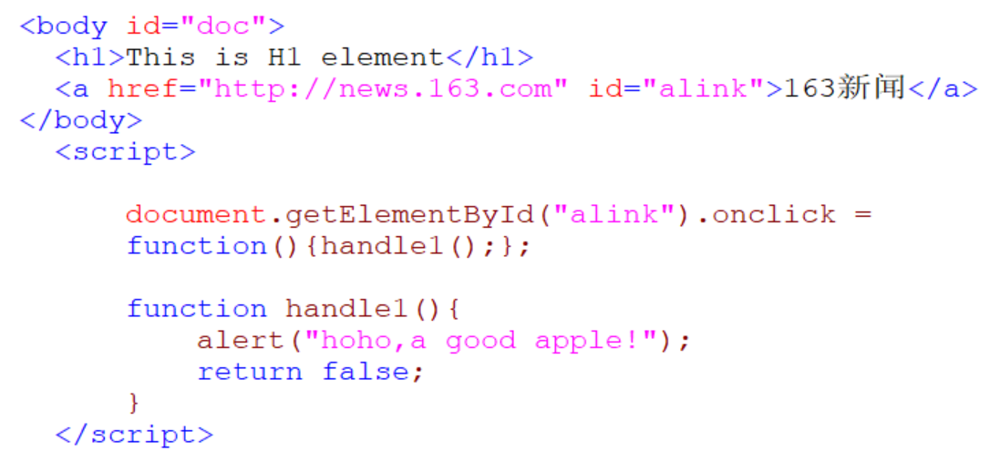 <body id="doc">
<h1>This is H1 element</h1>
<a href="http://news.163.com" id="alink">163新闻</a>
</body>
<script>
document.getElementById("alink").onclick =
function(){handle1();};
function handle1(){
alert("hoho,a good apple!");
return false;
}
</script>